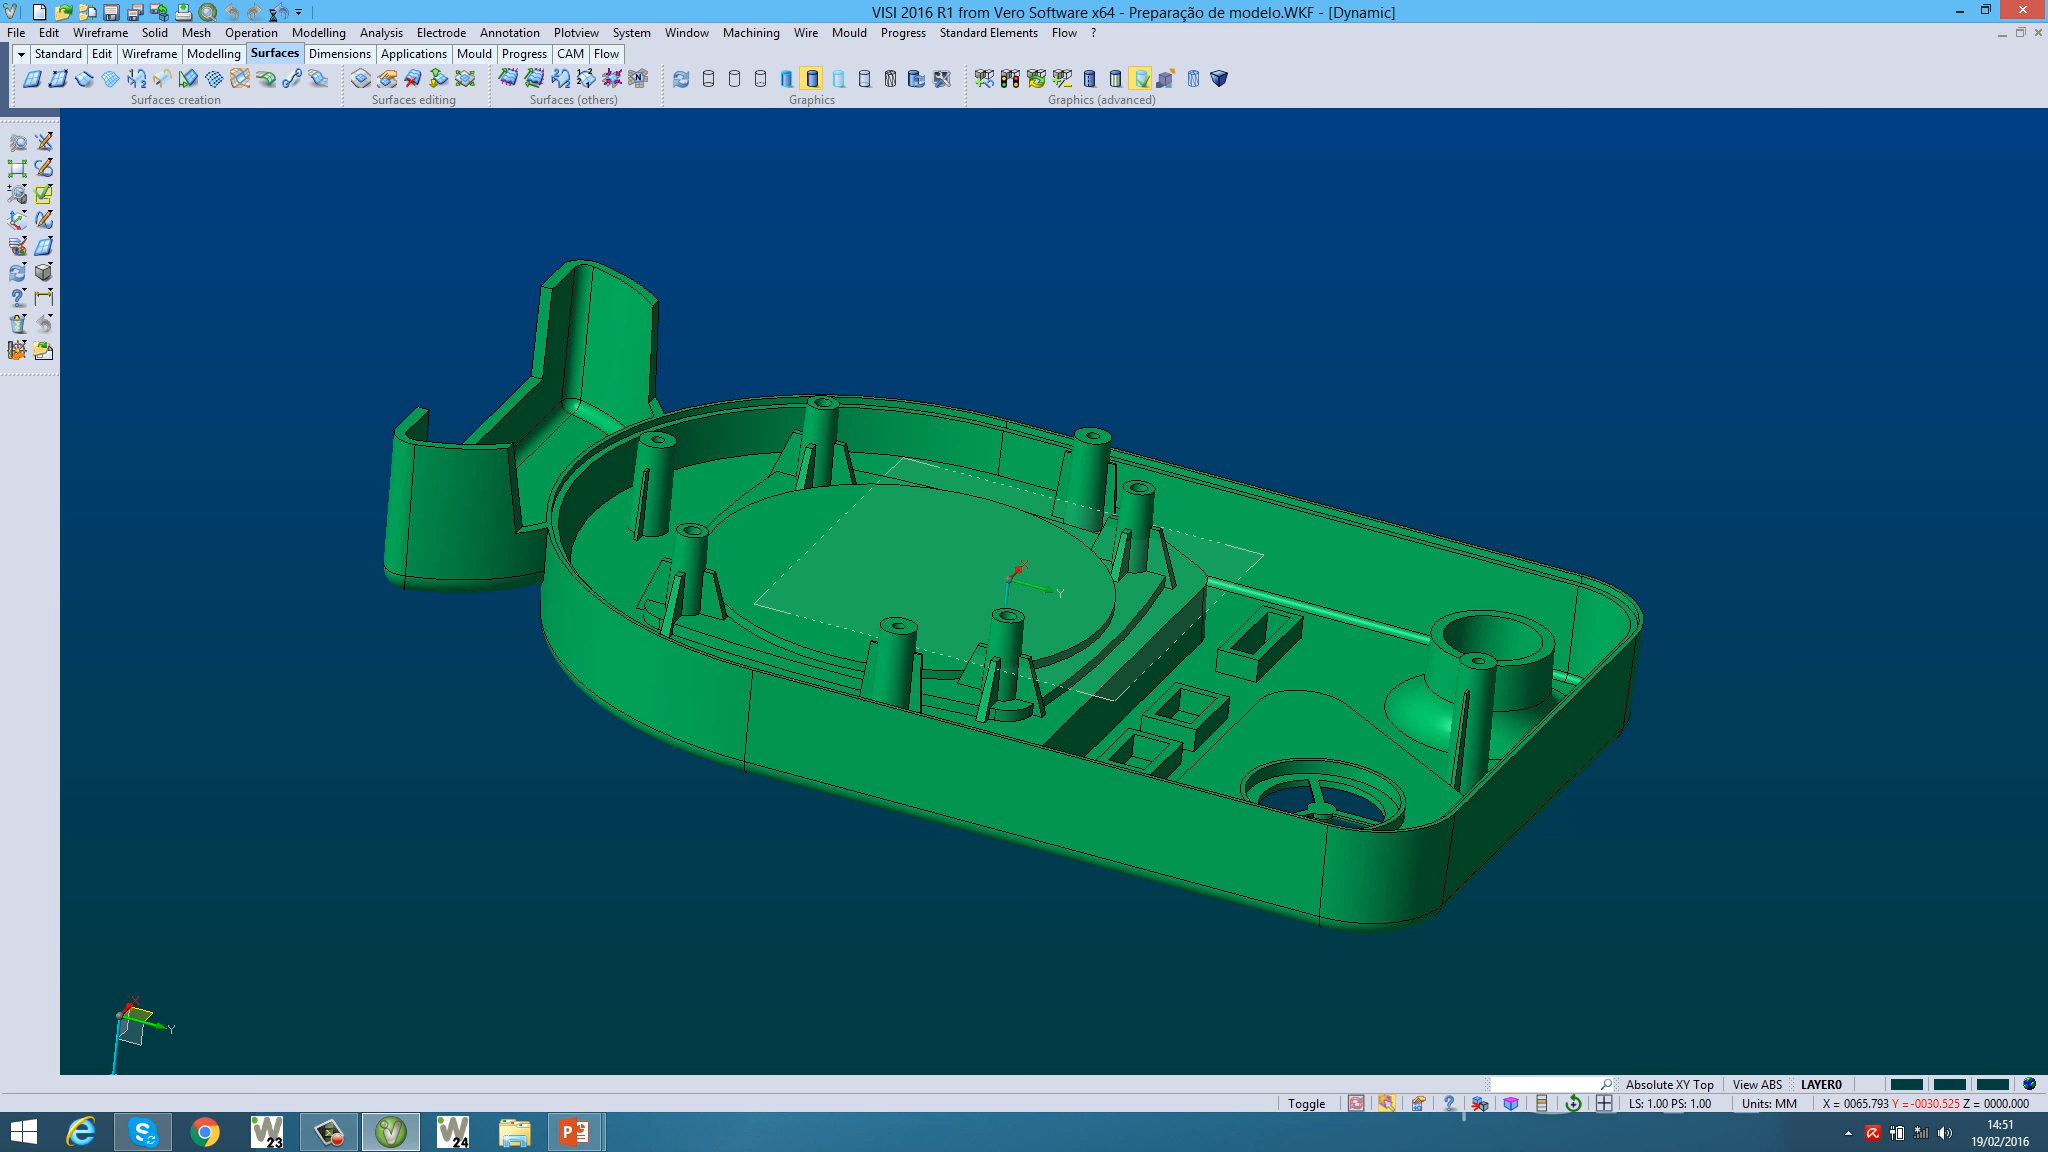 VISI 2016 R1 from Vero Software x64 - Preparação de modelo.WKF - [Dynamic]
File Edit Wireframe Solid Mesh Operation Modelling Analysis Electrode Annotation Plotview System Window Machining Wire Mould Progress Standard Elements Flow ?
Standard Edit Wireframe Modelling Surfaces Dimensions Applications Mould Progress CAM Flow
Surfaces creation Surfaces editing Surfaces (others) Graphics Graphics (advanced)
X
Y
X
Y
Absolute XY Top View ABS LAYER0
Toggle LS: 1.00 PS: 1.00 Units: MM X = 0065.793 Y =-0030.525 Z = 0000.000
23 24
14:51
19/02/2016